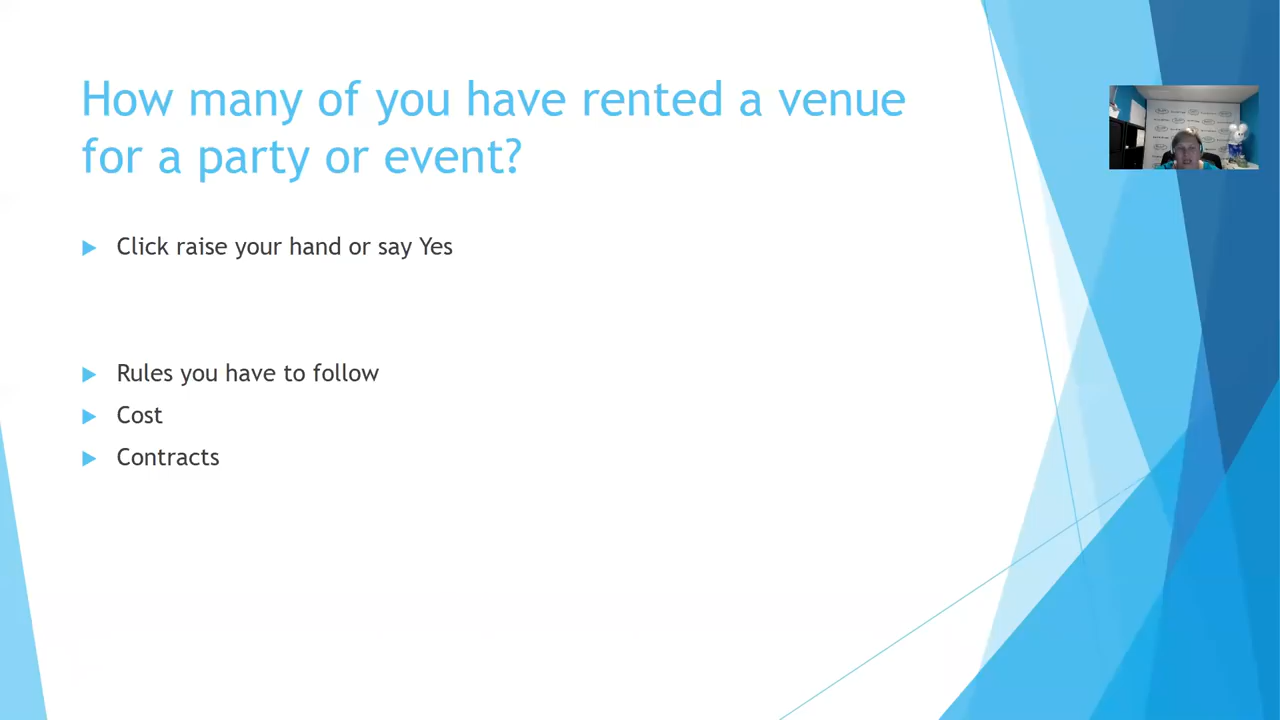 How many of you have rented a venue
for a party or event?
Click raise your hand or say Yes
Rules you have to follow
Cost
Contracts